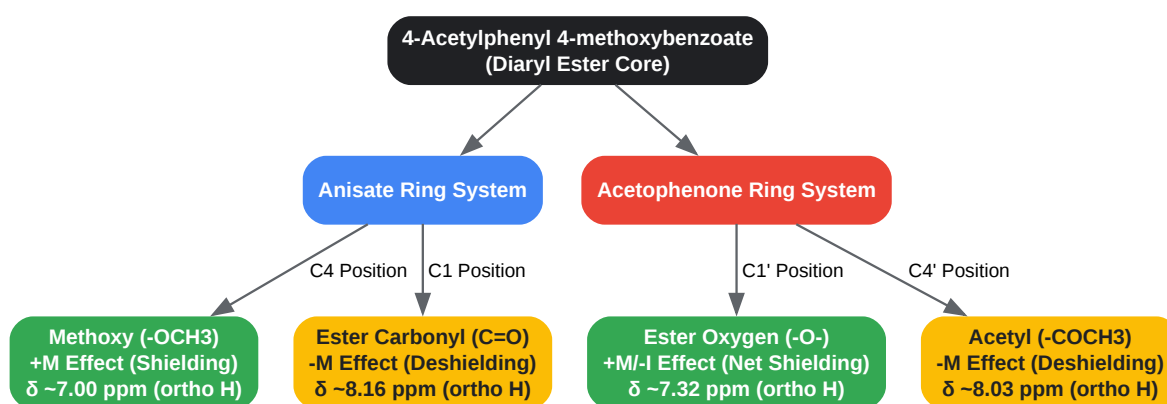 4-Acetylphenyl 4-methoxybenzoate
(Diaryl Ester Core)
Anisate Ring System
Acetophenone Ring System
C4 Position
C1 Position
C1' Position
C4' Position
Methoxy (-OCH3)
+M Effect (Shielding)
δ ~7.00 ppm (ortho H)
Ester Carbonyl (C=O)
-M Effect (Deshielding)
δ ~8.16 ppm (ortho H)
Ester Oxygen (-O-)
+M/-I Effect (Net Shielding)
δ ~7.32 ppm (ortho H)
Acetyl (-COCH3)
-M Effect (Deshielding)
δ ~8.03 ppm (ortho H)